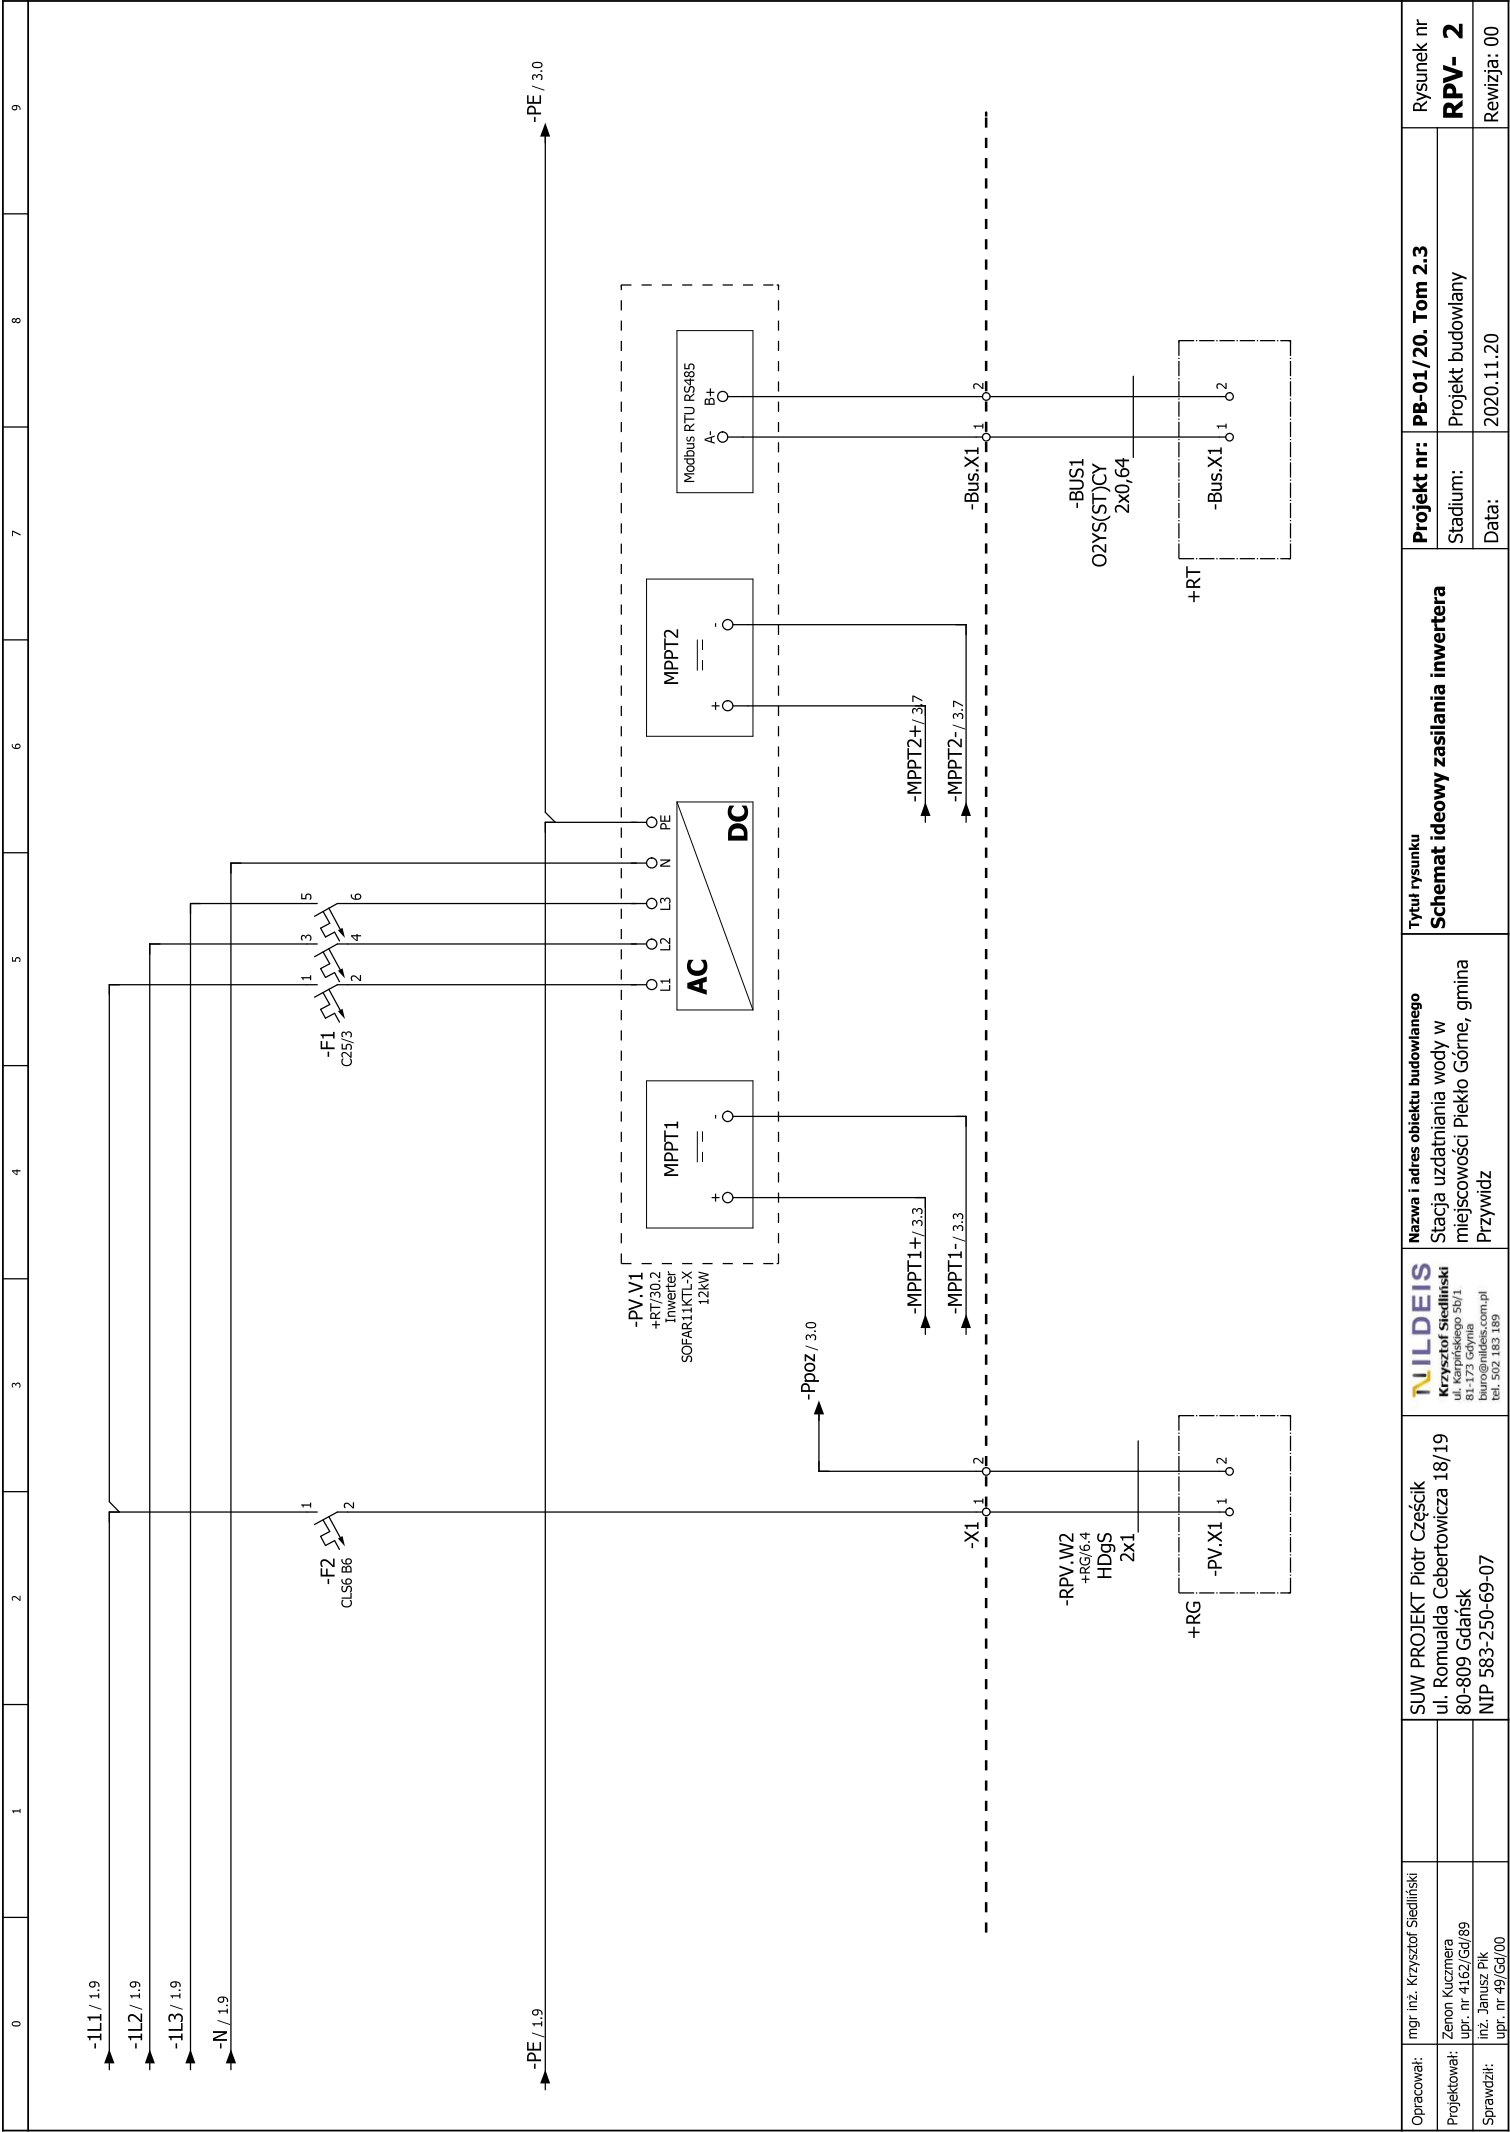 0 1 2 3 4 5 6 7 8 9
-1L1 / 1.9
-1L2 / 1.9
-1L3 / 1.9
-N / 1.9
-PE / 1.9
-PE / 3.0
-F2
CLS6 B6
1
2
-F1
C25/3
1 3 5
2 4 6
-PV.V1
+RT/30.2
Inwerter
SOFAR11KTL-X
12kW
MPPT1
+ -
L1 L2 L3 N PE
AC
DC
MPPT2
+ -
Modbus RTU RS485
A- B+
-Ppoz / 3.0
-MPPT1+/ 3.3
-MPPT1-/ 3.3
-MPPT2+/ 3.7
-MPPT2-/ 3.7
-X1 1 2
-Bus.X1 1 2
-RPV.W2
+RG/6.4
HDgS
2x1
-BUS1
O2YS(ST)CY
2x0,64
+RG
-PV.X1 1 2
+RT
-Bus.X1 1 2
Opracował: mgr inż. Krzysztof Siedliński
Projektował: Zenon Kuczmera
upr. nr 4162/Gd/89
Sprawdził: inż. Janusz Pik
upr. nr 49/Gd/00
SUW PROJEKT Piotr Częścik
ul. Romualda Cebertowicza 18/19
80-809 Gdańsk
NIP 583-250-69-07
NILDEIS
Krzysztof Siedliński
ul. Karpińskiego 5b/1
81-173 Gdynia
biuro@nildeis.com.pl
tel. 502 183 189
Nazwa i adres obiektu budowlanego
Stacja uzdatniania wody w
miejscowości Piekło Górne, gmina
Przywidz
Tytuł rysunku
Schemat ideowy zasilania inwertera
Projekt nr: PB-01/20. Tom 2.3
Stadium: Projekt budowlany
Data: 2020.11.20
Rysunek nr
RPV- 2
Rewizja: 00